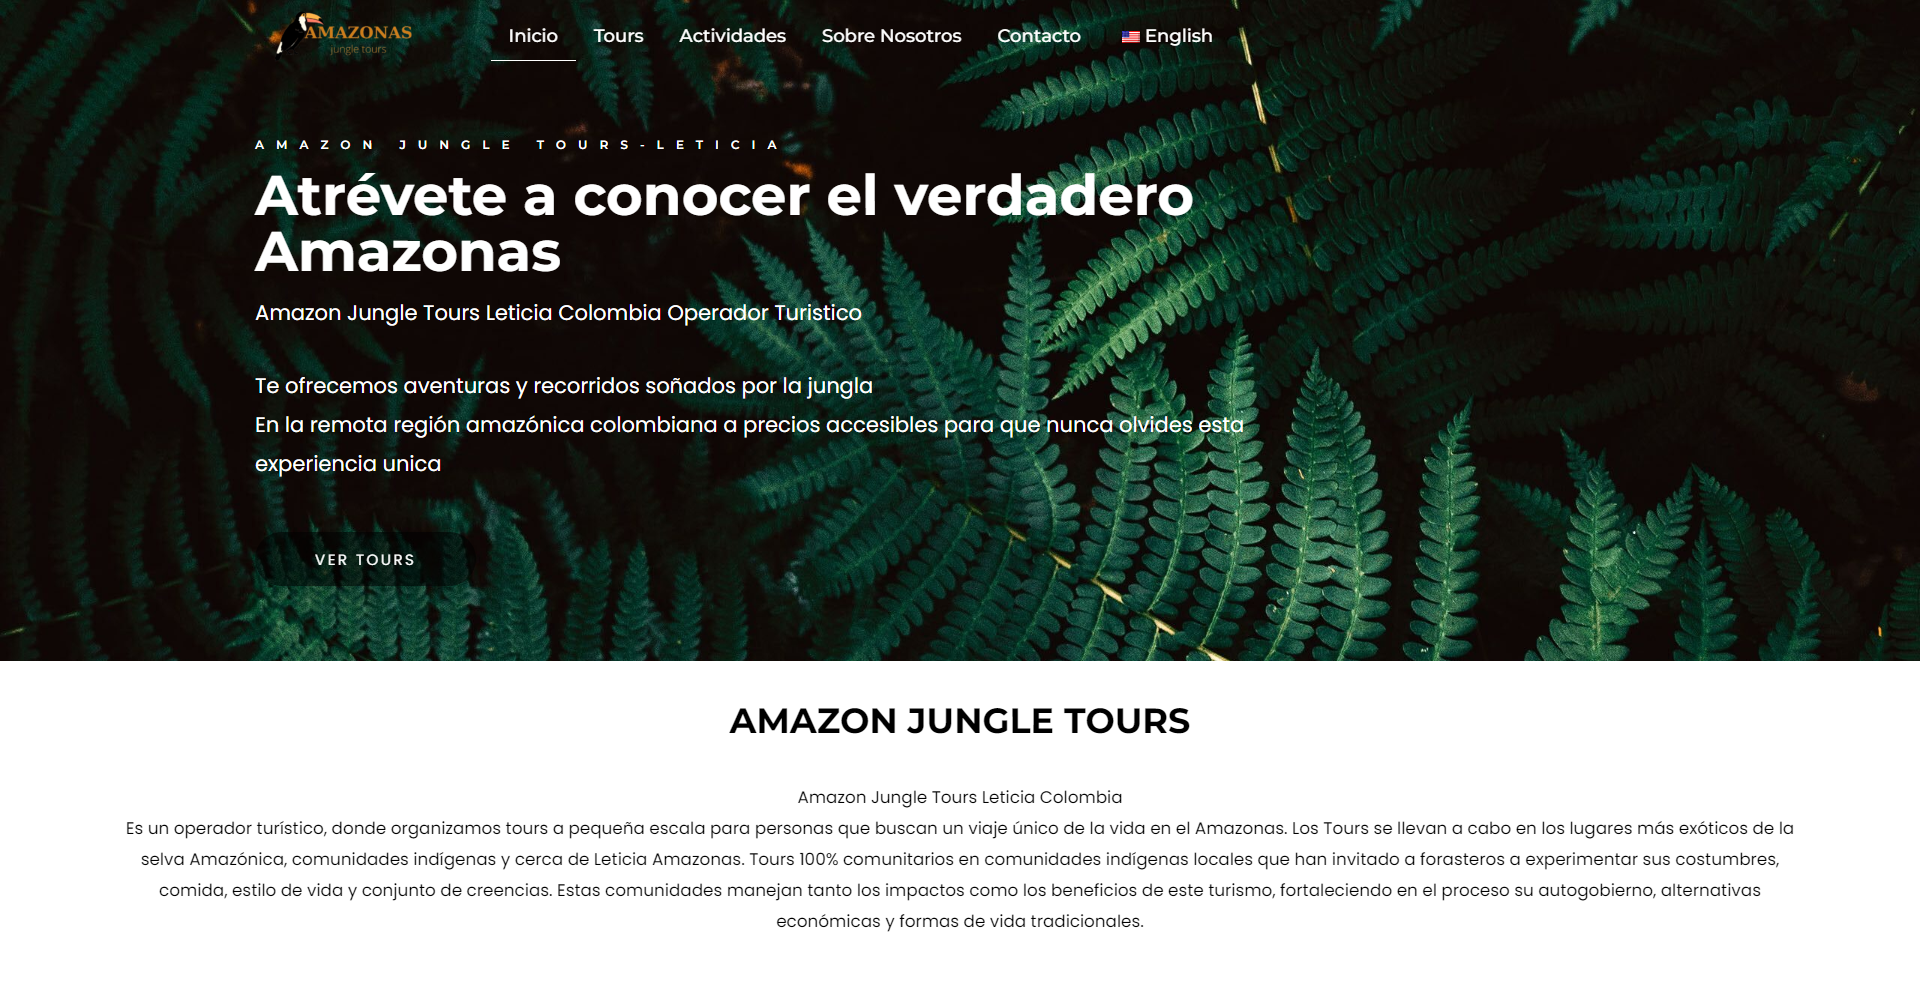 AMAZONAS
jungle tours
Inicio
Tours
Actividades
Sobre Nosotros
Contacto
English
AMAZON JUNGLE TOURS-LETICIA
Atrévete a conocer el verdadero
Amazonas
Amazon Jungle Tours Leticia Colombia Operador Turistico
Te ofrecemos aventuras y recorridos soñados por la jungla
En la remota región amazónica colombiana a precios accesibles para que nunca olvides esta
experiencia unica
VER TOURS
AMAZON JUNGLE TOURS
Amazon Jungle Tours Leticia Colombia
Es un operador turístico, donde organizamos tours a pequeña escala para personas que buscan un viaje único de la vida en el Amazonas. Los Tours se llevan a cabo en los lugares más exóticos de la
selva Amazónica, comunidades indígenas y cerca de Leticia Amazonas. Tours 100% comunitarios en comunidades indígenas locales que han invitado a forasteros a experimentar sus costumbres,
comida, estilo de vida y conjunto de creencias. Estas comunidades manejan tanto los impactos como los beneficios de este turismo, fortaleciendo en el proceso su autogobierno, alternativas
económicas y formas de vida tradicionales.